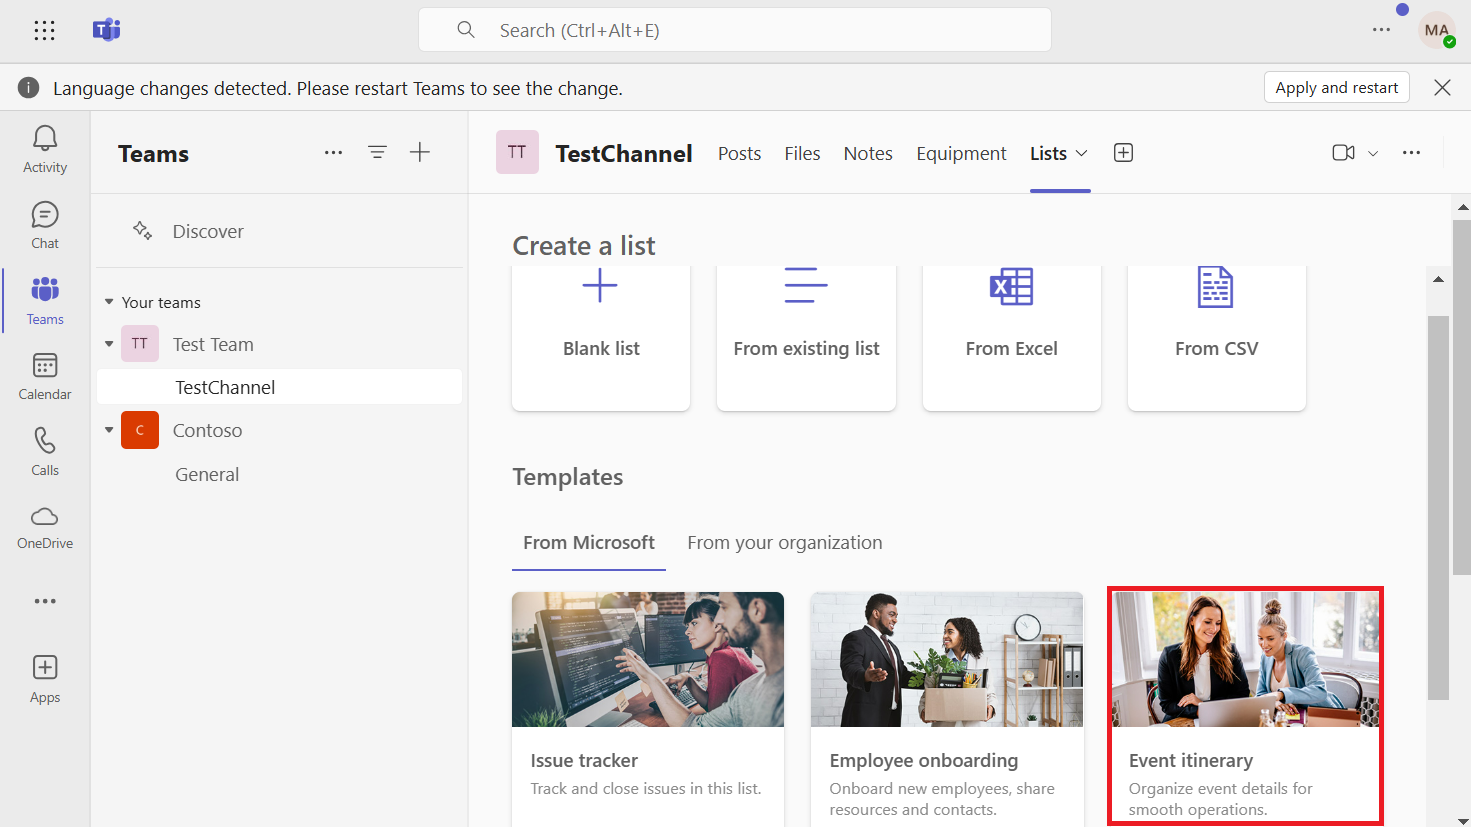 Search (Ctrl+Alt+E)
MA
Language changes detected. Please restart Teams to see the change.
Apply and restart
Activity
Chat
Teams
Calendar
Calls
OneDrive
Apps
Teams
Discover
Your teams
TT Test Team
TestChannel
C Contoso
General
TT TestChannel Posts Files Notes Equipment Lists
Create a list
Blank list
From existing list
From Excel
From CSV
Templates
From Microsoft From your organization
Issue tracker
Track and close issues in this list.
Employee onboarding
Onboard new employees, share
resources and contacts.
Event itinerary
Organize event details for
smooth operations.